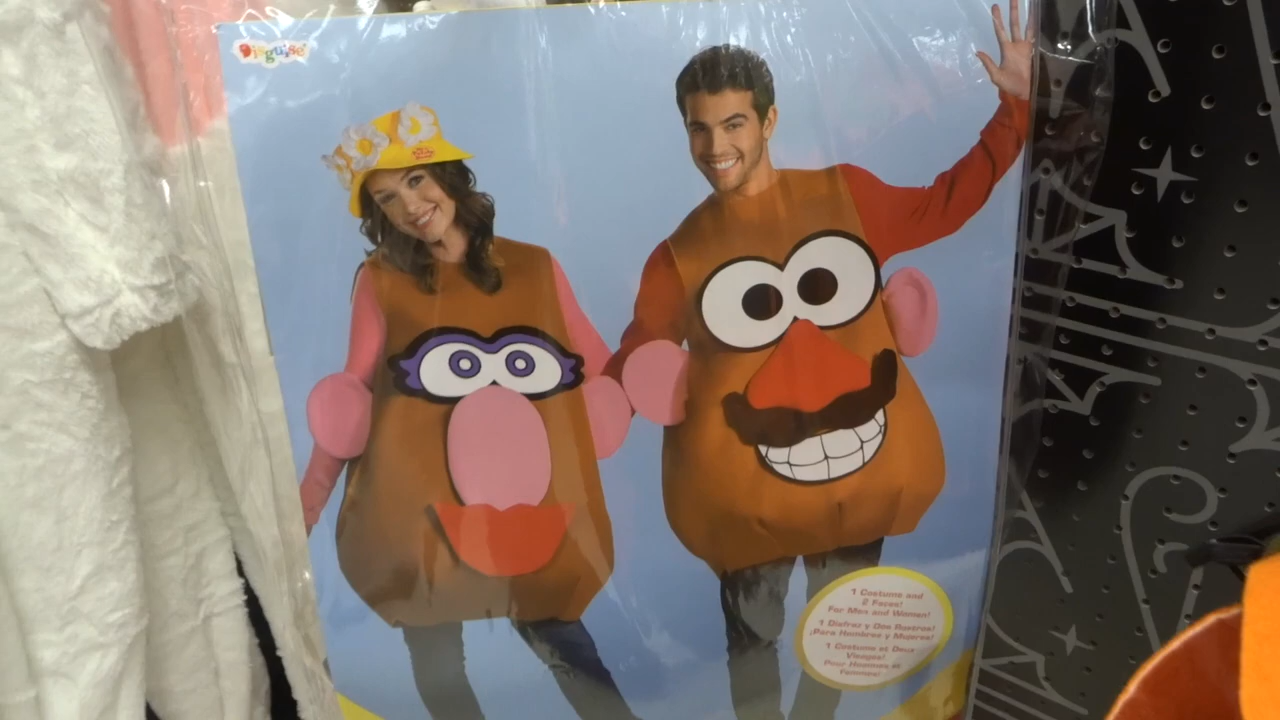 Disguise
1 Costume and
2 Faces!
For Men and Women!
1 Disfraz y Dos Rostros!
¡Para Hombres y Mujeres!
1 Costume et Deux
Visages!
Pour Hommes et
Femmes!